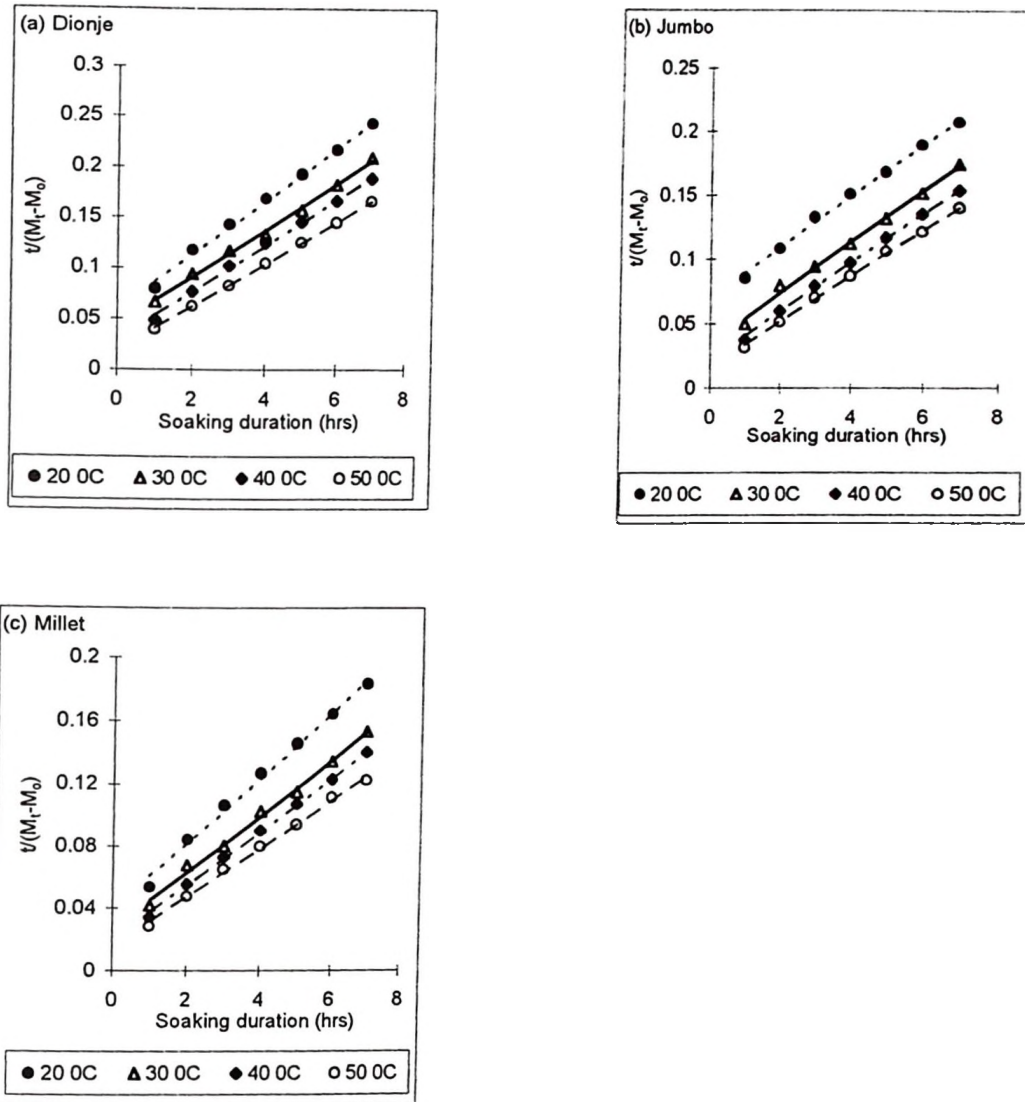 (a) Dionje
0.3
0.25
0.2
0.15
0.1
0.05
0
t/(Mt-Mo)
0 2 4 6 8
Soaking duration (hrs)
● 20 0C △ 30 0C ◆ 40 0C ○ 50 0C
(b) Jumbo
0.25
0.2
0.15
0.1
0.05
0
t/(Mt-Mo)
0 2 4 6 8
Soaking duration (hrs)
● 20 0C △ 30 0C ◆ 40 0C ○ 50 0C
(c) Millet
0.2
0.16
0.12
0.08
0.04
0
t/(Mt-Mo)
0 2 4 6 8
Soaking duration (hrs)
● 20 0C △ 30 0C ◆ 40 0C ○ 50 0C